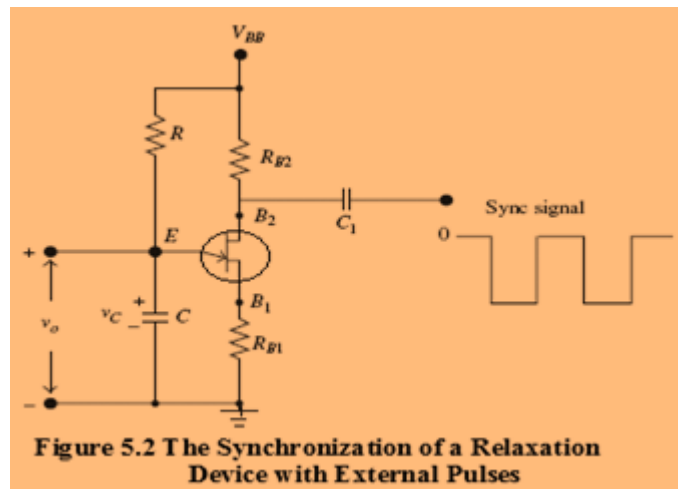 V_BB
R
R_B2
B_2
C_1
Sync signal
0
E
+
+
v_C
C
v_o
B_1
R_B1
–
–
Figure 5.2 The Synchronization of a Relaxation
Device with External Pulses